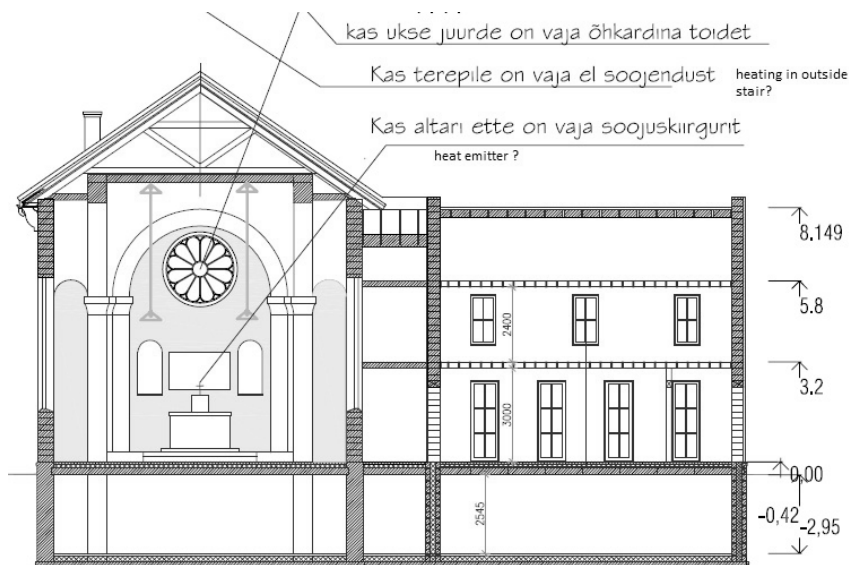 kas ukse juurde on vaja õhkardina toidet
Kas terepile on vaja el soojendust
heating in outside
stair?
Kas altari ette on vaja soojuskiirgurit
heat emitter ?
8.149
5.8
2400
3.2
3000
0,00
-0,42
-2,95
2545